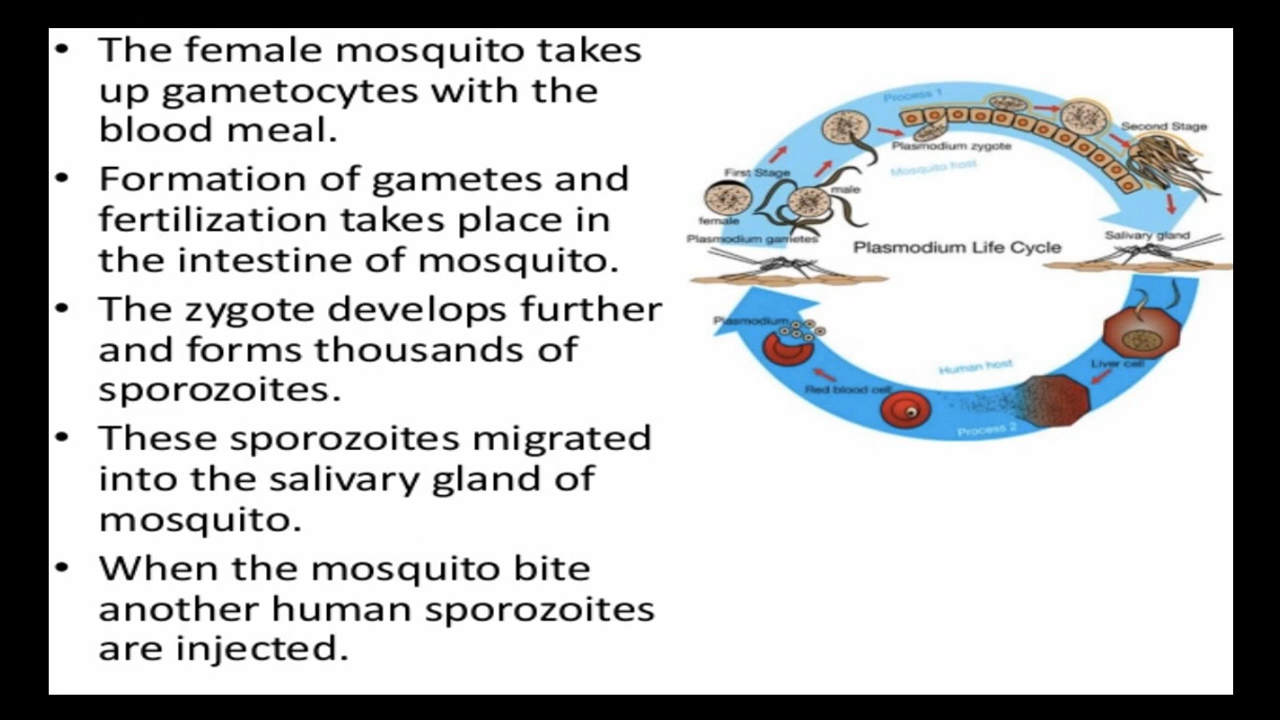 • The female mosquito takes
up gametocytes with the
blood meal.
• Formation of gametes and
fertilization takes place in
the intestine of mosquito.
• The zygote develops further
and forms thousands of
sporozoites.
• These sporozoites migrated
into the salivary gland of
mosquito.
• When the mosquito bite
another human sporozoites
are injected.
Process 1
Second Stage
Plasmodium zygote
Mosquito host
First Stage
male
female
Plasmodium gametes
Salivary gland
Plasmodium Life Cycle
Plasmodium
Liver cell
Human host
Red blood cell
Process 2